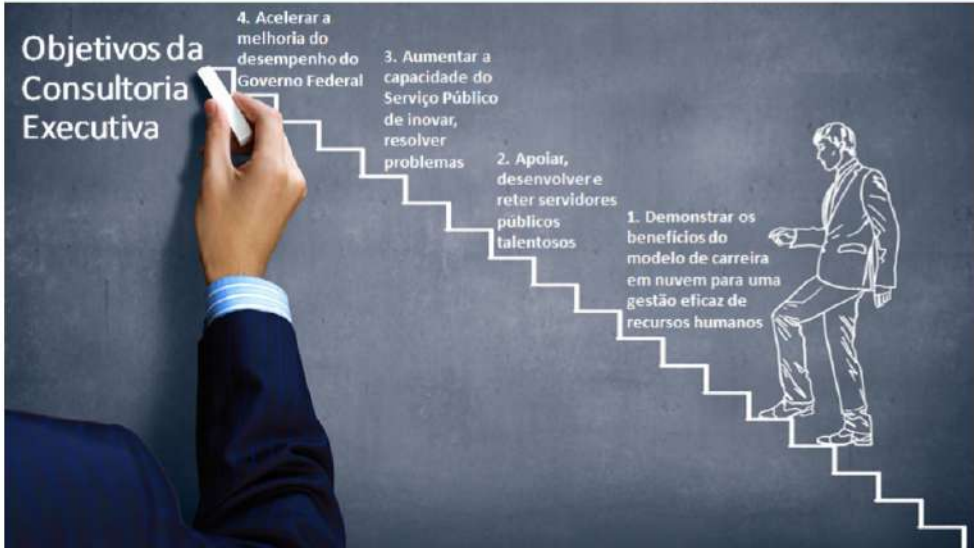 Objetivos da
Consultoria
Executiva
4. Acelerar a
melhoria do
desempenho do
Governo Federal
3. Aumentar a
capacidade do
Serviço Público
de inovar,
resolver
problemas
2. Apoiar,
desenvolver e
reter servidores
públicos
talentosos
1. Demonstrar os
benefícios do
modelo de carreira
em nuvem para uma
gestão eficaz de
recursos humanos